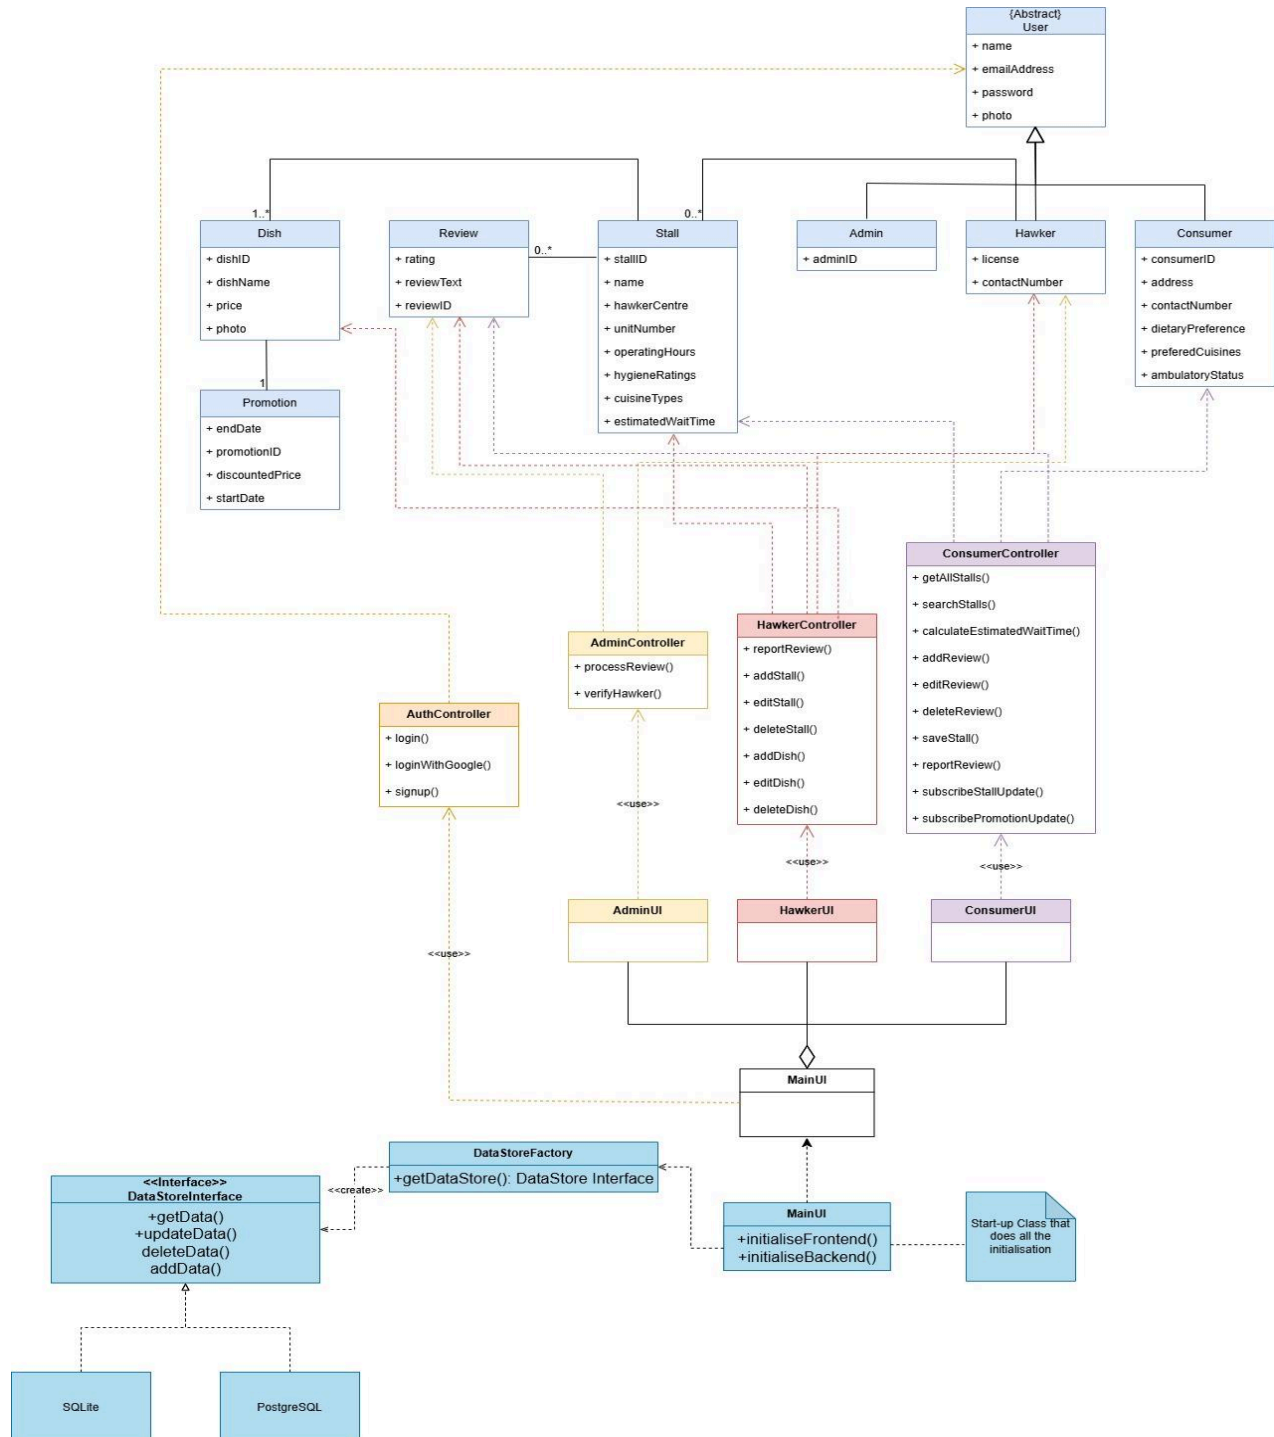 {Abstract}
User
+ name
+ emailAddress
+ password
+ photo
1..*
0..*
Dish
+ dishID
+ dishName
+ price
+ photo
Review
+ rating
+ reviewText
+ reviewID
0..*
Stall
+ stallID
+ name
+ hawkerCentre
+ unitNumber
+ operatingHours
+ hygieneRatings
+ cuisineTypes
+ estimatedWaitTime
Admin
+ adminID
Hawker
+ license
+ contactNumber
Consumer
+ consumerID
+ address
+ contactNumber
+ dietaryPreference
+ preferedCuisines
+ ambulatoryStatus
1
Promotion
+ endDate
+ promotionID
+ discountedPrice
+ startDate
ConsumerController
+ getAllStalls()
+ searchStalls()
+ calculateEstimatedWaitTime()
+ addReview()
+ editReview()
+ deleteReview()
+ saveStall()
+ reportReview()
+ subscribeStallUpdate()
+ subscribePromotionUpdate()
HawkerController
+ reportReview()
+ addStall()
+ editStall()
+ deleteStall()
+ addDish()
+ editDish()
+ deleteDish()
AdminController
+ processReview()
+ verifyHawker()
AuthController
+ login()
+ loginWithGoogle()
+ signup()
<<use>>
<<use>>
<<use>>
AdminUI
HawkerUI
ConsumerUI
<<use>>
MainUI
DataStoreFactory
+getDataStore(): DataStore Interface
<<create>>
<<Interface>>
DataStoreInterface
+getData()
+updateData()
deleteData()
addData()
MainUI
+initialiseFrontend()
+initialiseBackend()
Start-up Class that
does all the
initialisation
SQLite
PostgreSQL